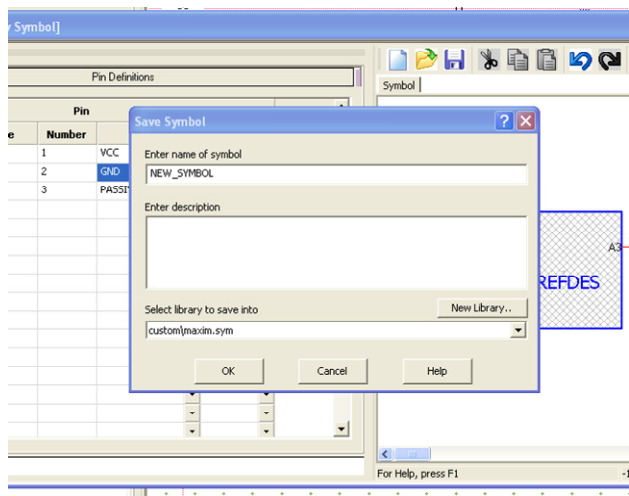 Symbol]
Pin Definitions
Symbol
Pin
Number
1 VCC
2 GND
3
Save Symbol
Enter name of symbol
NEW_SYMBOL
Enter description
Select library to save into
New Library..
custom\maxim.sym
OK Cancel Help
A3
REFDES
For Help, press F1